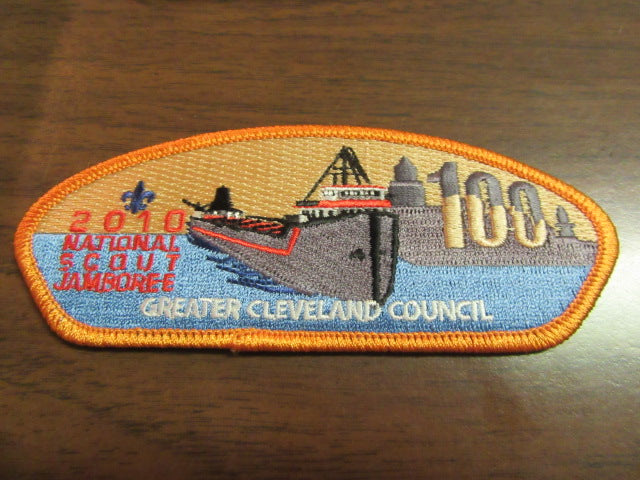 2010
NATIONAL
SCOUT
JAMBOREE
100
GREATER CLEVELAND COUNCIL